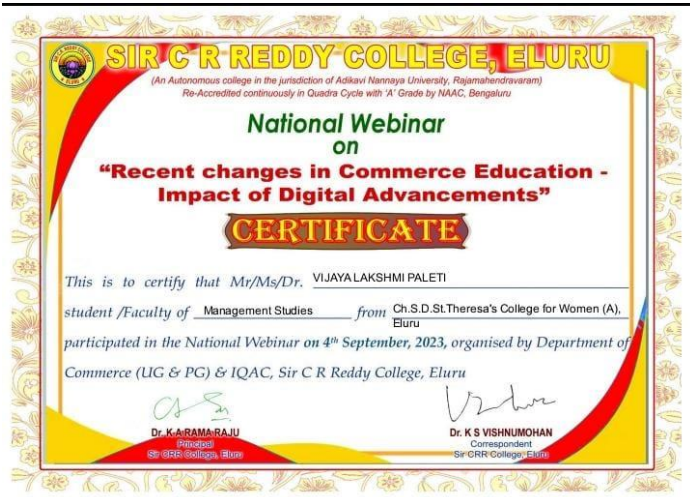 SIR C R REDDY COLLEGE, ELURU
(An Autonomous college in the jurisdiction of Adikavi Nannaya University, Rajamahendravaram)
Re-Accredited continuously in Quadra Cycle with 'A' Grade by NAAC, Bengaluru
National Webinar
on
“Recent changes in Commerce Education -
Impact of Digital Advancements”
CERTIFICATE
This is to certify that Mr/Ms/Dr. VIJAYA LAKSHMI PALETI
student /Faculty of Management Studies from Ch.S.D.St.Theresa's College for Women (A),
Eluru
participated in the National Webinar on 4th September, 2023, organised by Department of
Commerce (UG & PG) & IQAC, Sir C R Reddy College, Eluru
Dr. K A RAMA RAJU Dr. K S VISHNUMOHAN
Principal Correspondent
Sir CRR College, Eluru Sir CRR College, Eluru